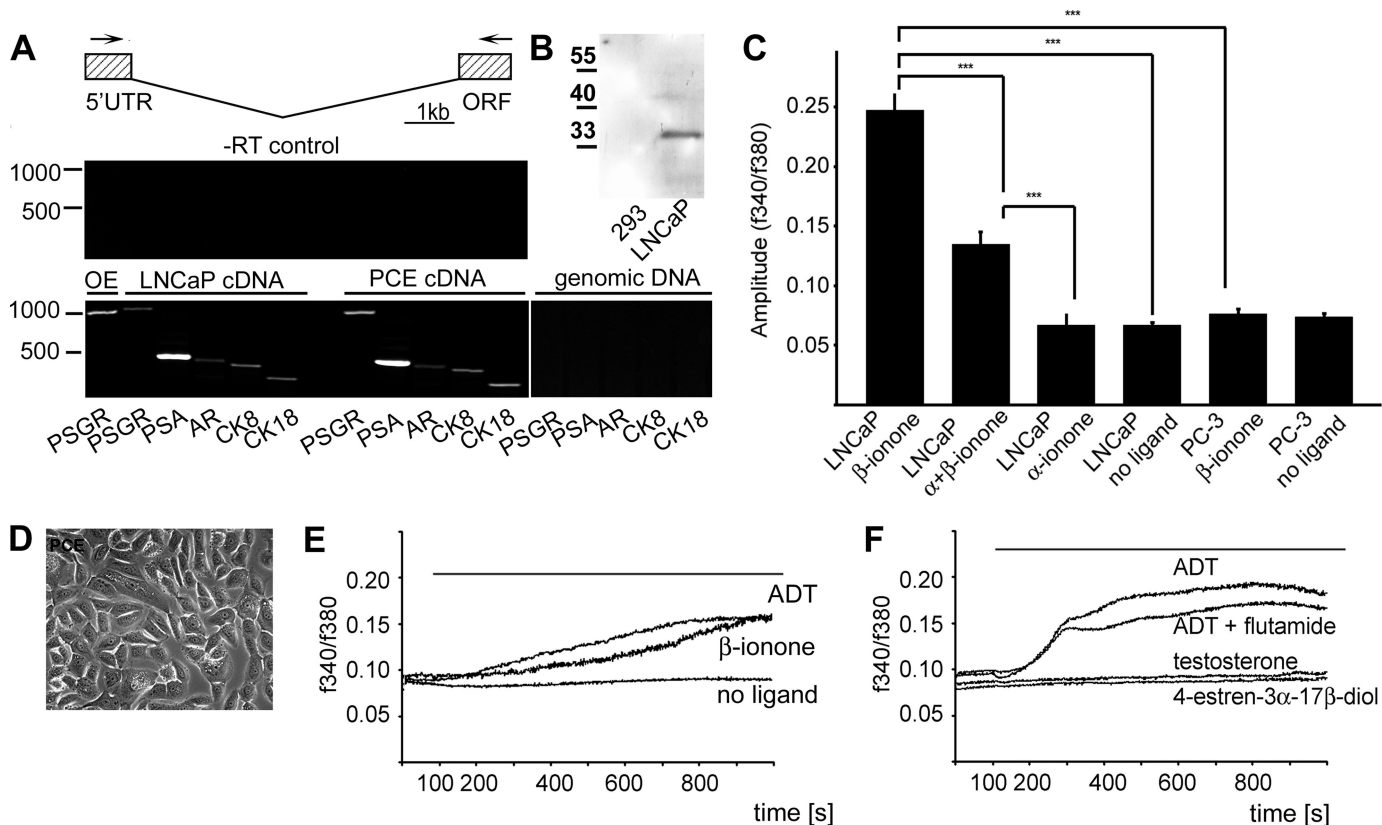 A
5'UTR
ORF
1kb
-RT control
1000
500
OE
LNCaP cDNA
PCE cDNA
genomic DNA
1000
500
PSGR
PSGR
PSA
AR
CK8
CK18
PSGR
PSA
AR
CK8
CK18
PSGR
PSA
AR
CK8
CK18
B
55
40
33
293
LNCaP
C
***
***
***
***
Amplitude (f340/f380)
0.25
0.20
0.15
0.10
0.05
LNCaP
β-ionone
LNCaP
α+β-ionone
LNCaP
α-ionone
LNCaP
no ligand
PC-3
β-ionone
PC-3
no ligand
D
PCE
E
f340/f380
0.20
0.15
0.10
0.05
ADT
β-ionone
no ligand
100 200 400 600 800
time [s]
F
f340/f380
0.20
0.15
0.10
0.05
ADT
ADT + flutamide
testosterone
4-estren-3α-17β-diol
100 200 400 600 800
time [s]